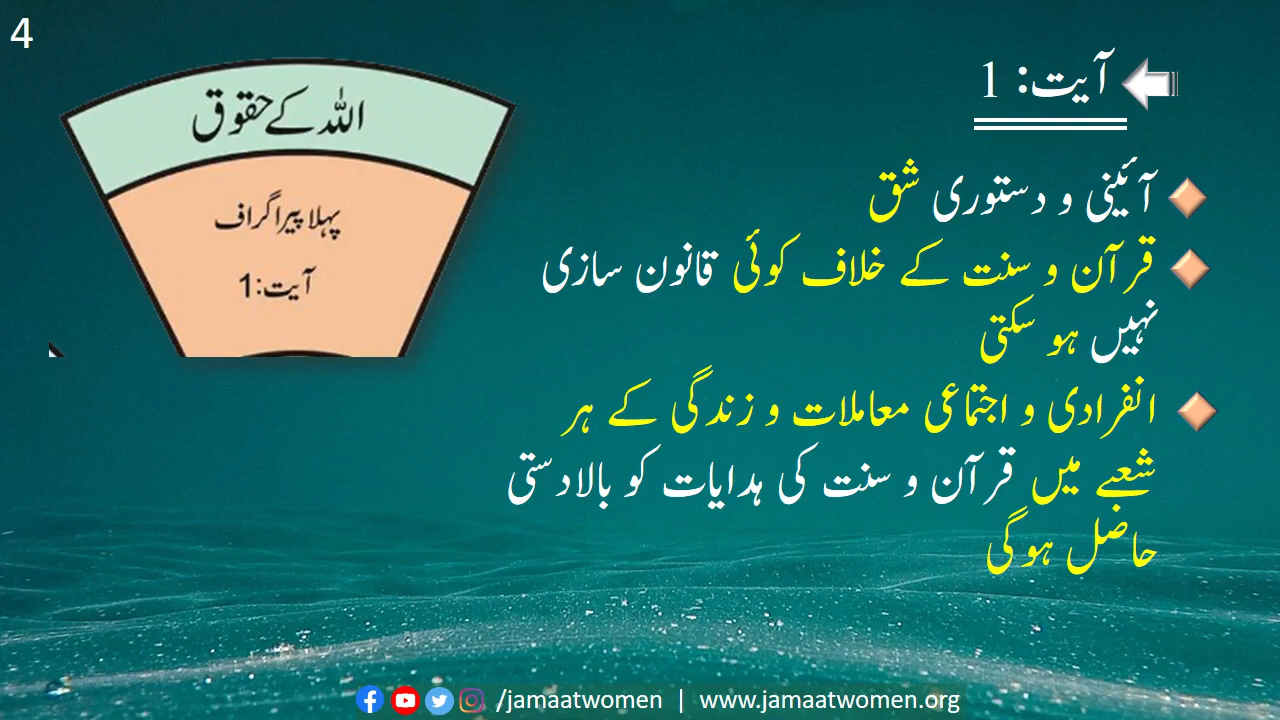 4
آیت: 1
اللہ کے حقوق
پہلا پیراگراف
آیت:1
آئینی و دستوری شق
قرآن و سنت کے خلاف کوئی قانون سازی
نہیں ہو سکتی
انفرادی و اجتماعی معاملات و زندگی کے ہر
شعبے میں قرآن و سنت کی ہدایات کو بالادستی
حاصل ہوگی
/jamaatwomen | www.jamaatwomen.org